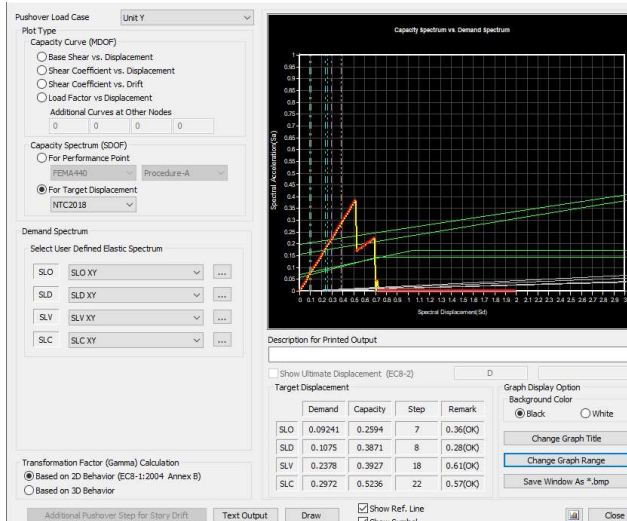 Pushover Load Case Unit Y
Plot Type
Capacity Curve (MDOF)
Base Shear vs. Displacement
Shear Coefficient vs. Displacement
Shear Coefficient vs. Drift
Load Factor vs Displacement
Additional Curves at Other Nodes
0 0 0 0
Capacity Spectrum (SDOF)
For Performance Point
FEMA440 Procedure-A
For Target Displacement
NTC2018
Demand Spectrum
Select User Defined Elastic Spectrum
SLO SLO XY ...
SLD SLD XY ...
SLV SLV XY ...
SLC SLC XY ...
Transformation Factor (Gamma) Calculation
Based on 2D Behavior (EC8-1:2004 Annex B)
Based on 3D Behavior
Additional Pushover Step for Story Drift Text Output Draw
Capacity Spectrum vs. Demand Spectrum
Spectral Acceleration(Sa)
1
0.95
0.9
0.85
0.8
0.75
0.7
0.65
0.6
0.55
0.5
0.45
0.4
0.35
0.3
0.25
0.2
0.15
0.1
0.05
0
0 0.1 0.2 0.3 0.4 0.5 0.6 0.7 0.8 0.9 1 1.1 1.2 1.3 1.4 1.5 1.6 1.7 1.8 1.9 2 2.1 2.2 2.3 2.4 2.5 2.6 2.7 2.8 2.9 3
Spectral Displacement(Sd)
Description for Printed Output
Show Ultimate Displacement (EC8-2) D
Target Displacement
Demand Capacity Step Remark
SLO 0.09241 0.2594 7 0.36(OK)
SLD 0.1075 0.3871 8 0.28(OK)
SLV 0.2378 0.3927 18 0.61(OK)
SLC 0.2972 0.5236 22 0.57(OK)
Graph Display Option
Background Color
Black White
Change Graph Title
Change Graph Range
Save Window As *.bmp
Show Ref. Line
Show Symbol
Close